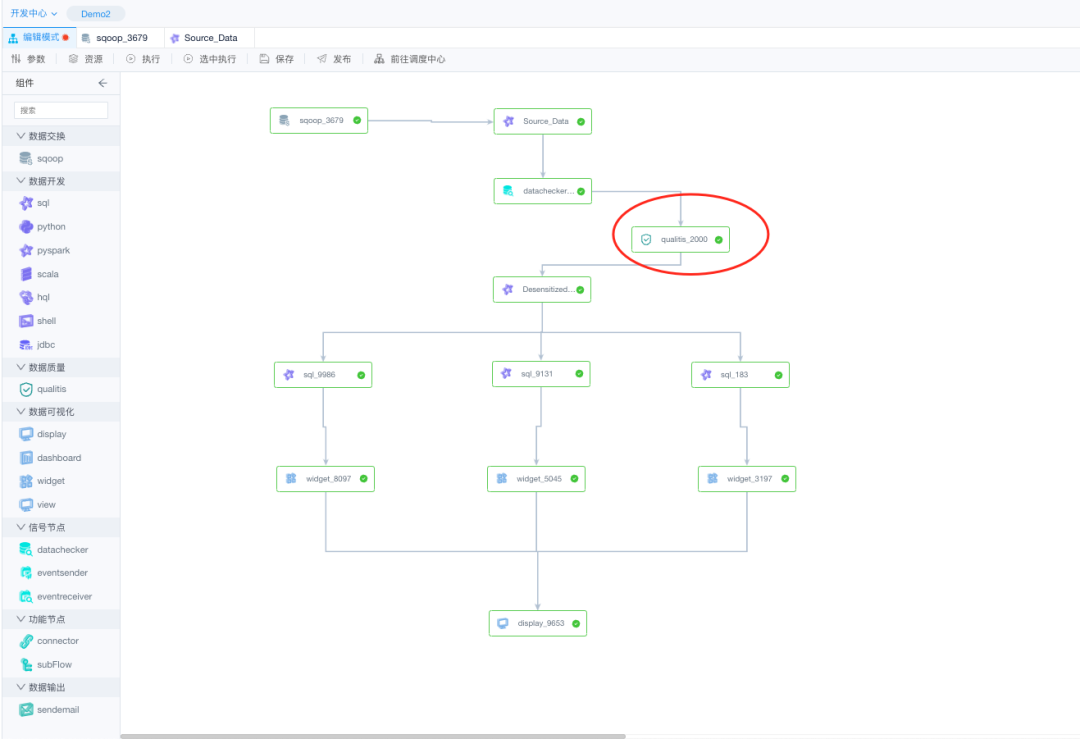 开发中心 Demo2
编辑模式 sqoop_3679 Source_Data
参数 资源 执行 选中执行 保存 发布 前往调度中心
组件
搜索
数据交换
sqoop
数据开发
sql
python
pyspark
scala
hql
shell
jdbc
数据质量
qualitis
数据可视化
display
dashboard
widget
view
信号节点
datachecker
eventsender
eventreceiver
功能节点
connector
subFlow
数据输出
sendemail
sqoop_3679 Source_Data
datachecker...
qualitis_2000
Desensitized...
sql_9986 sql_9131 sql_183
widget_8097 widget_5045 widget_3197
display_9653